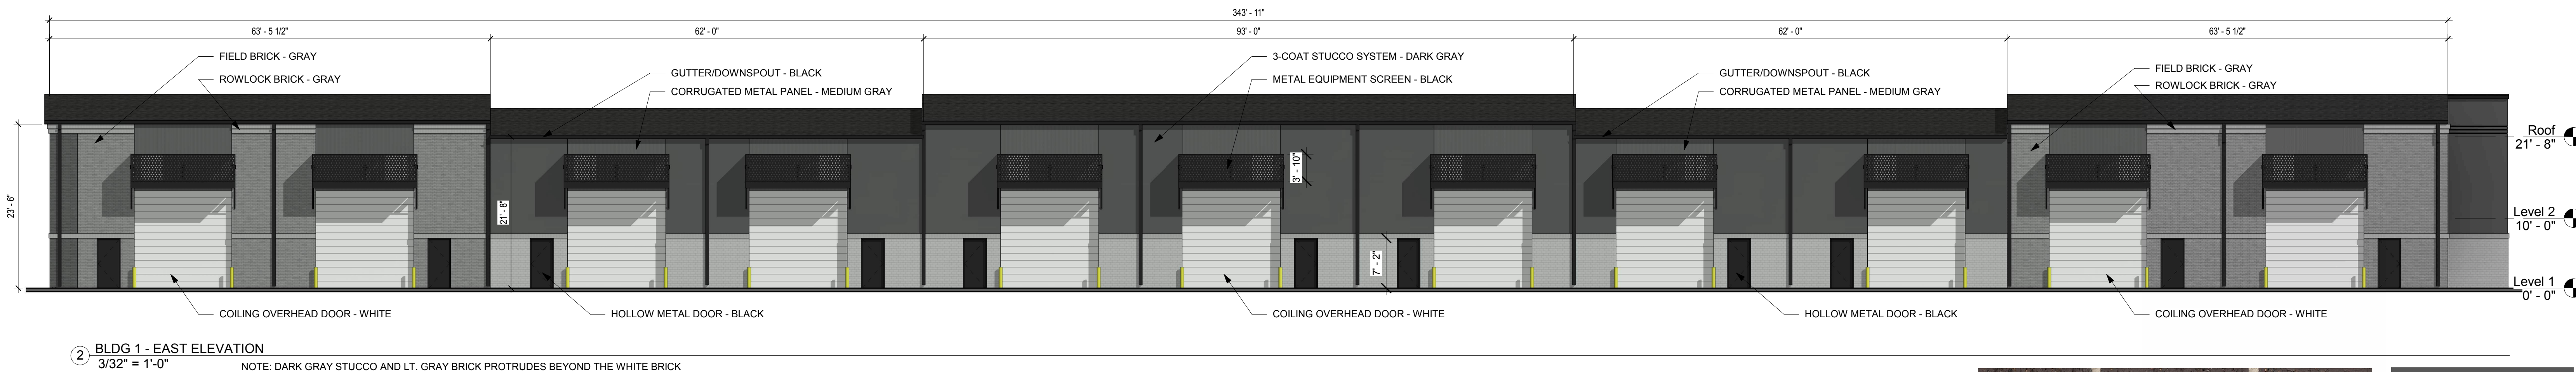 343' - 11"
63' - 5 1/2"
62' - 0"
93' - 0"
62' - 0"
63' - 5 1/2"
FIELD BRICK - GRAY
ROWLOCK BRICK - GRAY
GUTTER/DOWNSPOUT - BLACK
CORRUGATED METAL PANEL - MEDIUM GRAY
3-COAT STUCCO SYSTEM - DARK GRAY
METAL EQUIPMENT SCREEN - BLACK
GUTTER/DOWNSPOUT - BLACK
CORRUGATED METAL PANEL - MEDIUM GRAY
FIELD BRICK - GRAY
ROWLOCK BRICK - GRAY
23' - 6"
21' - 8"
3' - 10"
7' - 2"
Roof
21' - 8"
Level 2
10' - 0"
Level 1
0' - 0"
COILING OVERHEAD DOOR - WHITE
HOLLOW METAL DOOR - BLACK
COILING OVERHEAD DOOR - WHITE
HOLLOW METAL DOOR - BLACK
COILING OVERHEAD DOOR - WHITE
2
BLDG 1 - EAST ELEVATION
3/32" = 1'-0"
NOTE: DARK GRAY STUCCO AND LT. GRAY BRICK PROTRUDES BEYOND THE WHITE BRICK